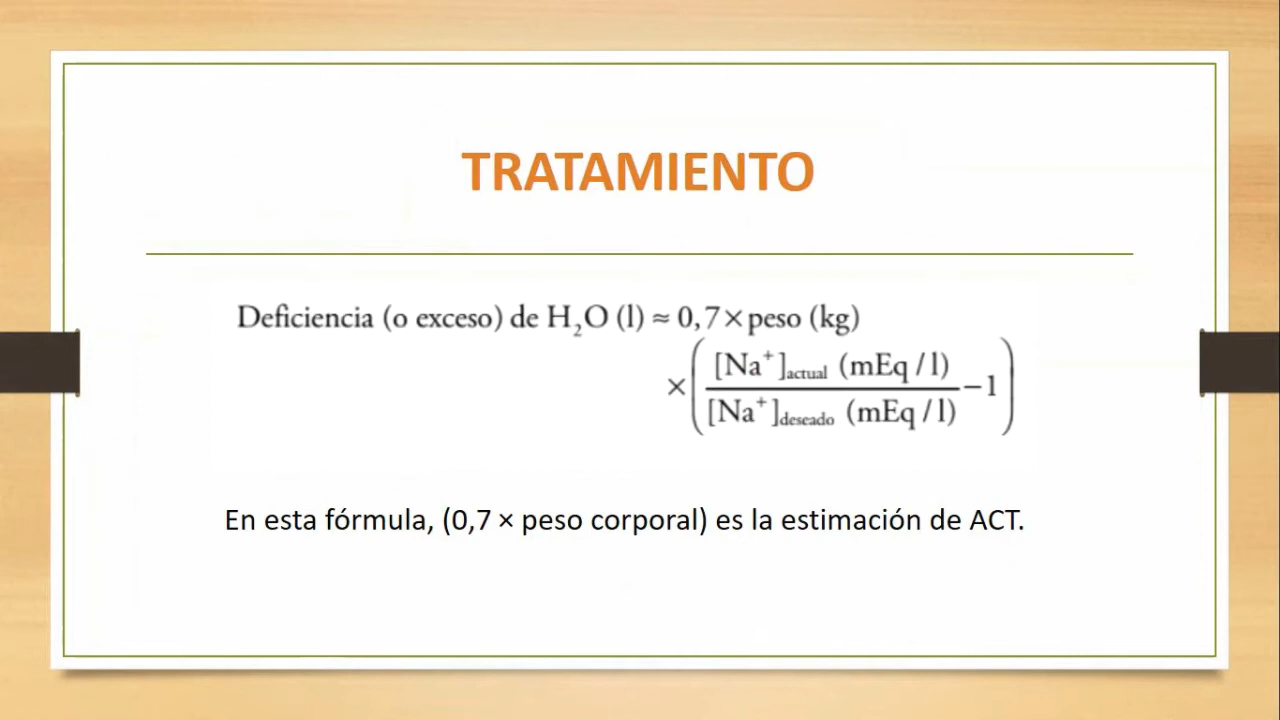 TRATAMIENTO
Deficiencia (o exceso) de H₂O (l) ≈ 0,7 × peso (kg)
× ( [Na⁺]actual (mEq / l) / [Na⁺]deseado (mEq / l) − 1 )
En esta fórmula, (0,7 × peso corporal) es la estimación de ACT.